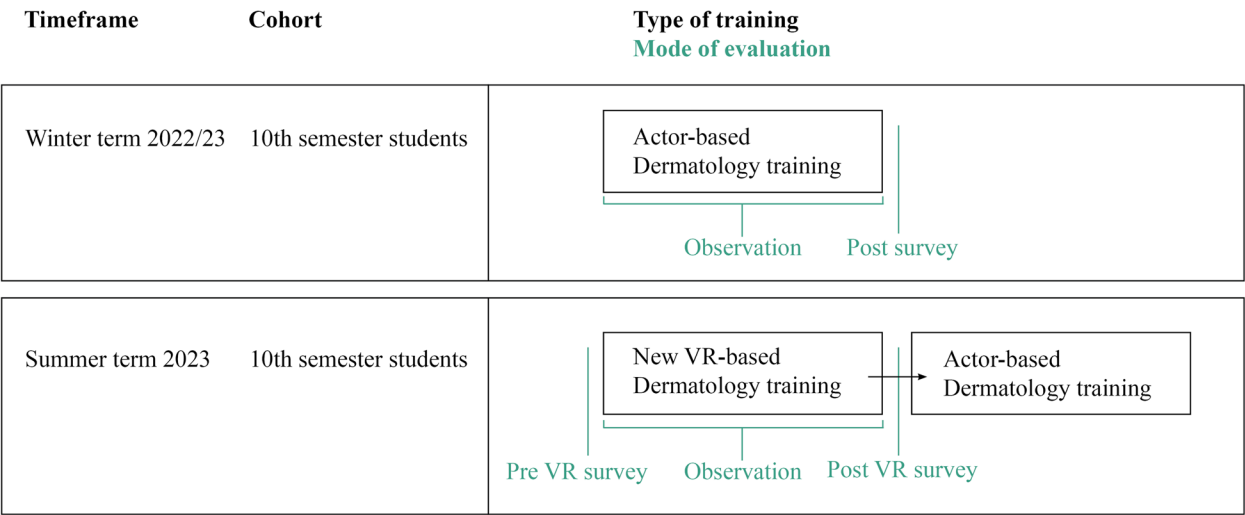 Timeframe
Cohort
Type of training
Mode of evaluation
Winter term 2022/23
10th semester students
Actor-based
Dermatology training
Observation
Post survey
Summer term 2023
10th semester students
New VR-based
Dermatology training
Actor-based
Dermatology training
Pre VR survey
Observation
Post VR survey